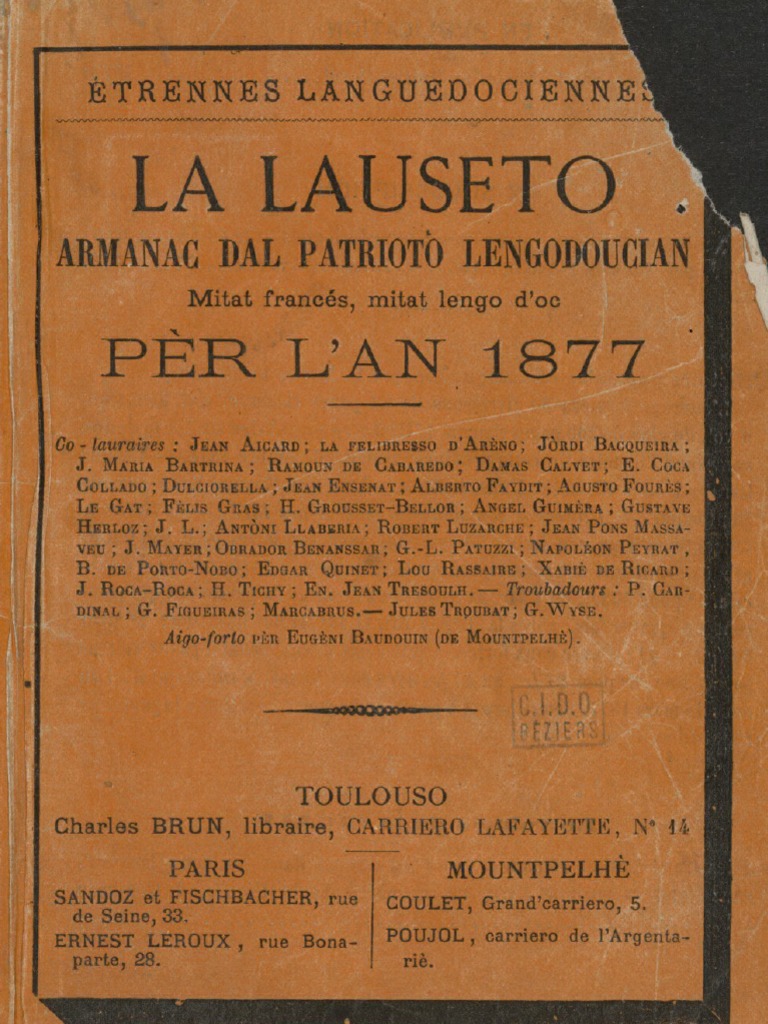 ÉTRENNES LANGUEDOCIENNES
LA LAUSETO
ARMANAC DAL PATRIOTÒ LENGODOUCIAN
Mitat francés, mitat lengo d'oc
PÈR L'AN 1877
Co-lauraires : JEAN AICARD ; LA FELIBRESSO D'ARÈNO ; JÒRDI BACQUEIRA ;
J. MARIA BARTRINA ; RAMOUN DE CABAREDO ; DAMAS CALVET ; E. COCA
COLLADO ; DULCIORELLA ; JEAN ENSENAT ; ALBERTO FAYDIT ; AGUSTO FOURÈS ;
LE GAT ; FÈLIS GRAS ; H. GROUSSET-BELLOR ; ANGEL GUIMÈRA ; GUSTAVE
HERLOZ ; J. L. ; ANTÒNI LLABERIA ; ROBERT LUZARCHE ; JEAN PONS MASSA-
VEU ; J. MAYER ; OBRADOR BENANSSAR ; G.-L. PATUZZI ; NAPOLÉON PEYRAT,
B. DE PORTO-NOBO ; EDGAR QUINET ; LOU RASSAIRE ; XABIÈ DE RICARD ;
J. ROCA-ROCA ; H. TICHY ; EN. JEAN TRESOULH. — Troubadours : P. CAR-
DINAL ; G. FIGUEIRAS ; MARCABRUS. — JULES TROUBAT ; G. WYSE.
Aigo-forto PÈR EUGÈNI BAUDOUIN (DE MOUNTPELHÈ).
C.I.D.O.
BÉZIERS
TOULOUSO
Charles BRUN, libraire, CARRIERO LAFAYETTE, N° 14
PARIS
SANDOZ et FISCHBACHER, rue
de Seine, 33.
ERNEST LEROUX, rue Bona-
parte, 28.
MOUNTPELHÈ
COULET, Grand'carriero, 5.
POUJOL, carriero de l'Argenta-
riè.